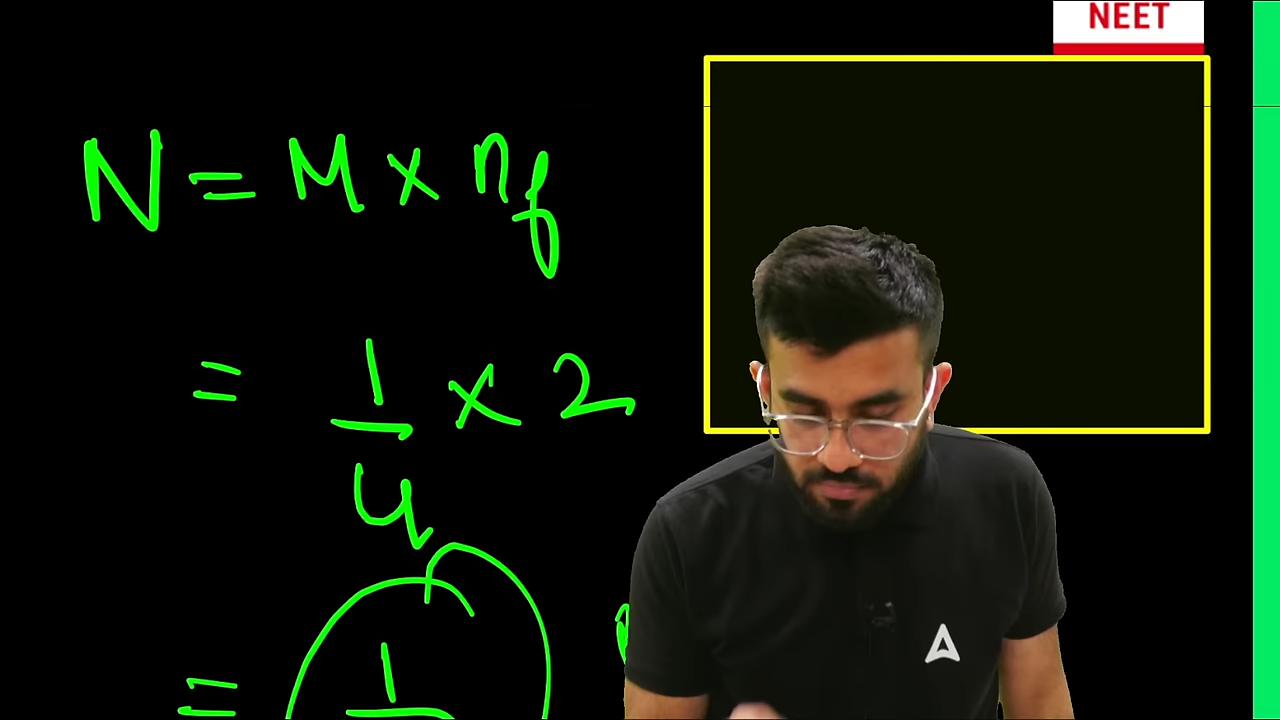 NEET
N = M × nf
= 1/4 × 2
= 1